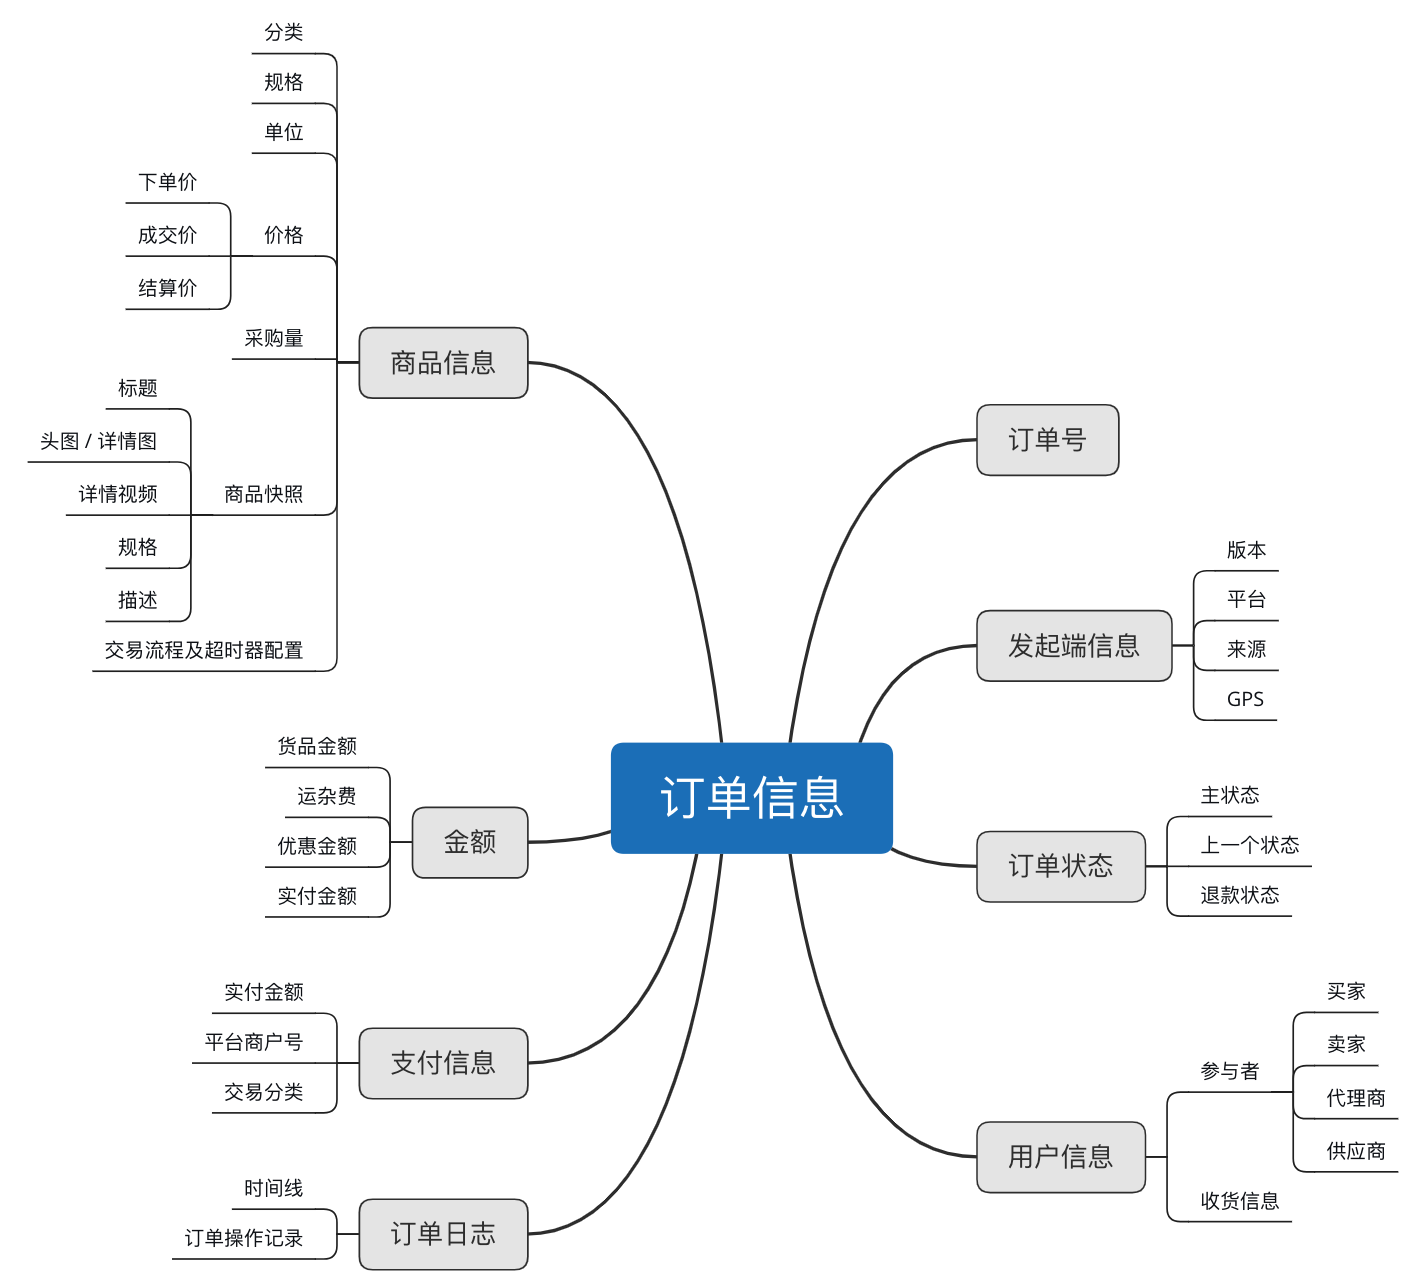 订单信息
订单号
发起端信息
版本
平台
来源
GPS
订单状态
主状态
上一个状态
退款状态
用户信息
参与者
买家
卖家
代理商
供应商
收货信息
商品信息
分类
规格
单位
价格
下单价
成交价
结算价
采购量
商品快照
标题
头图 / 详情图
详情视频
规格
描述
交易流程及超时器配置
金额
货品金额
运杂费
优惠金额
实付金额
支付信息
实付金额
平台商户号
交易分类
订单日志
时间线
订单操作记录